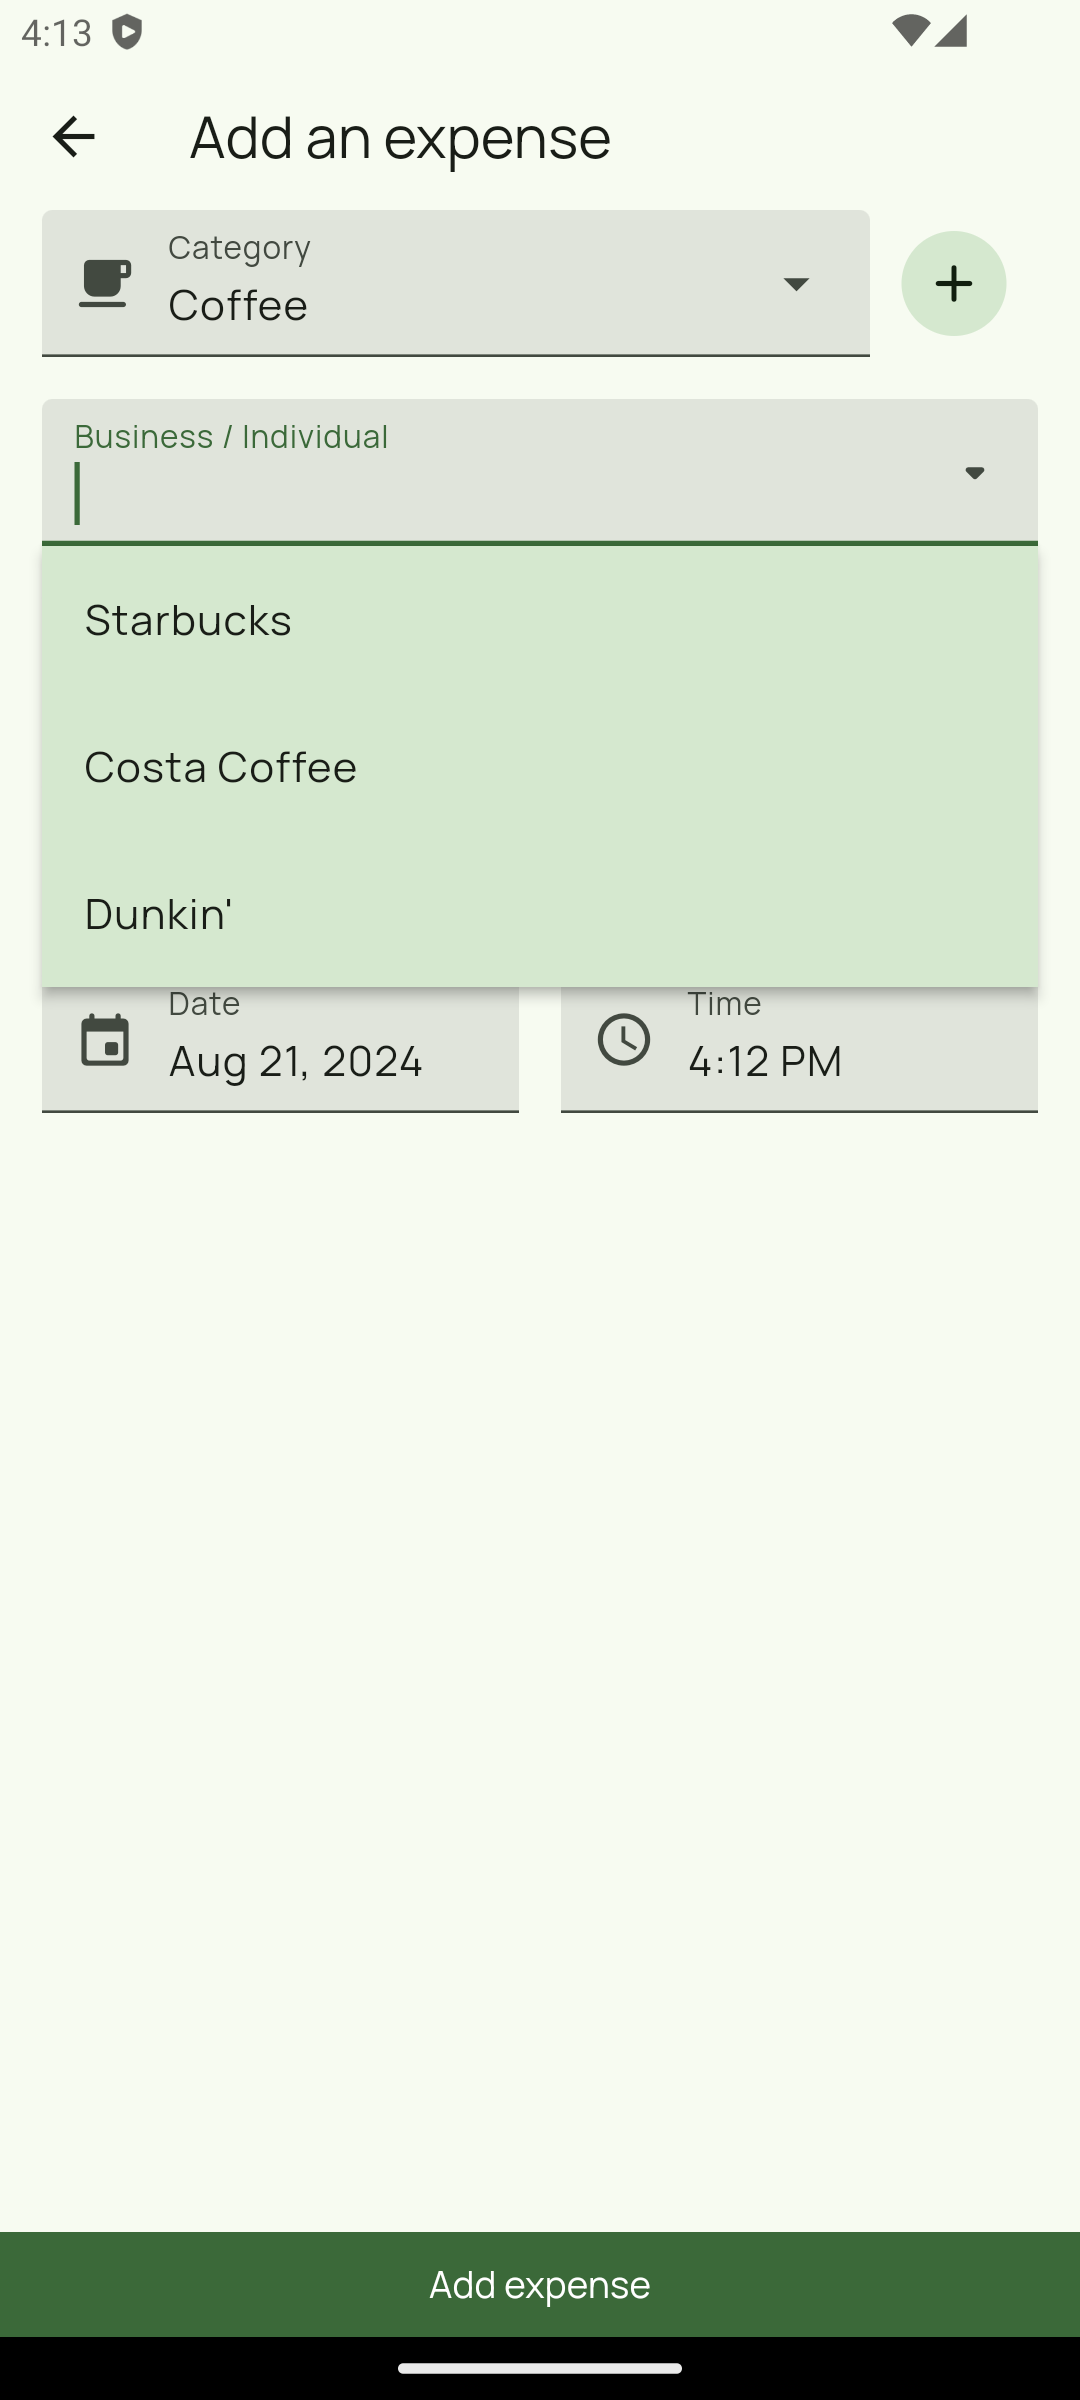 4:13
Add an expense
Category
Coffee
Business / Individual
Starbucks
Costa Coffee
Dunkin'
Date
Aug 21, 2024
Time
4:12 PM
Add expense